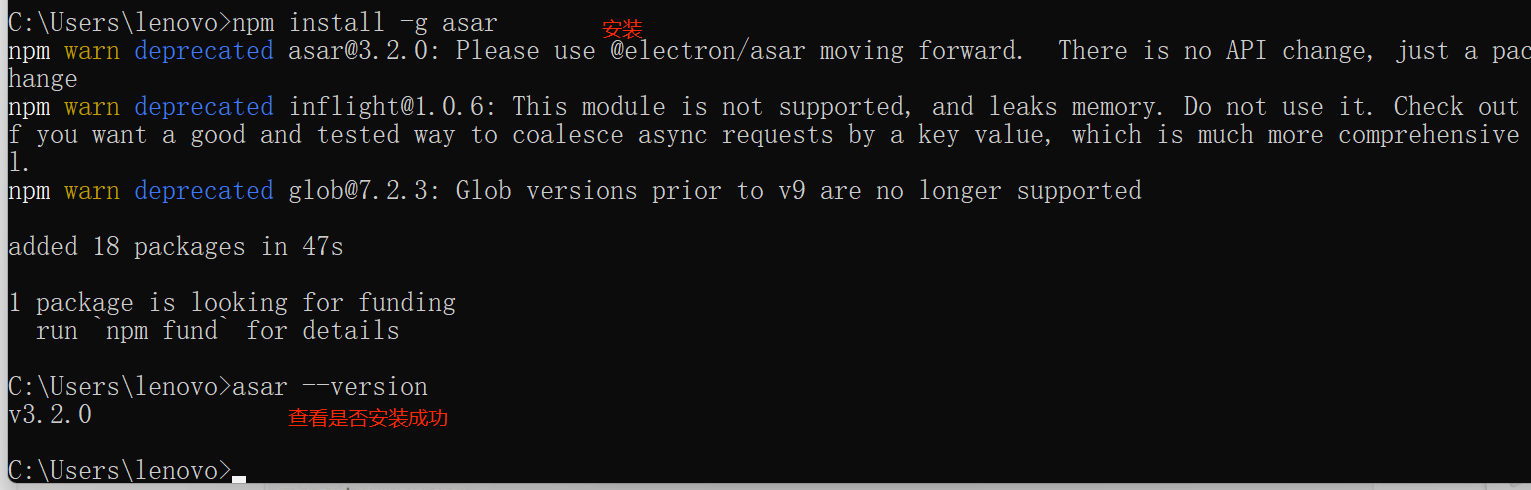 C:\Users\lenovo>npm install -g asar
安装
npm warn deprecated asar@3.2.0: Please use @electron/asar moving forward.  There is no API change, just a pac
hange
npm warn deprecated inflight@1.0.6: This module is not supported, and leaks memory. Do not use it. Check out
f you want a good and tested way to coalesce async requests by a key value, which is much more comprehensive
l.
npm warn deprecated glob@7.2.3: Glob versions prior to v9 are no longer supported
added 18 packages in 47s
1 package is looking for funding
  run `npm fund` for details
C:\Users\lenovo>asar --version
v3.2.0
查看是否安装成功
C:\Users\lenovo>